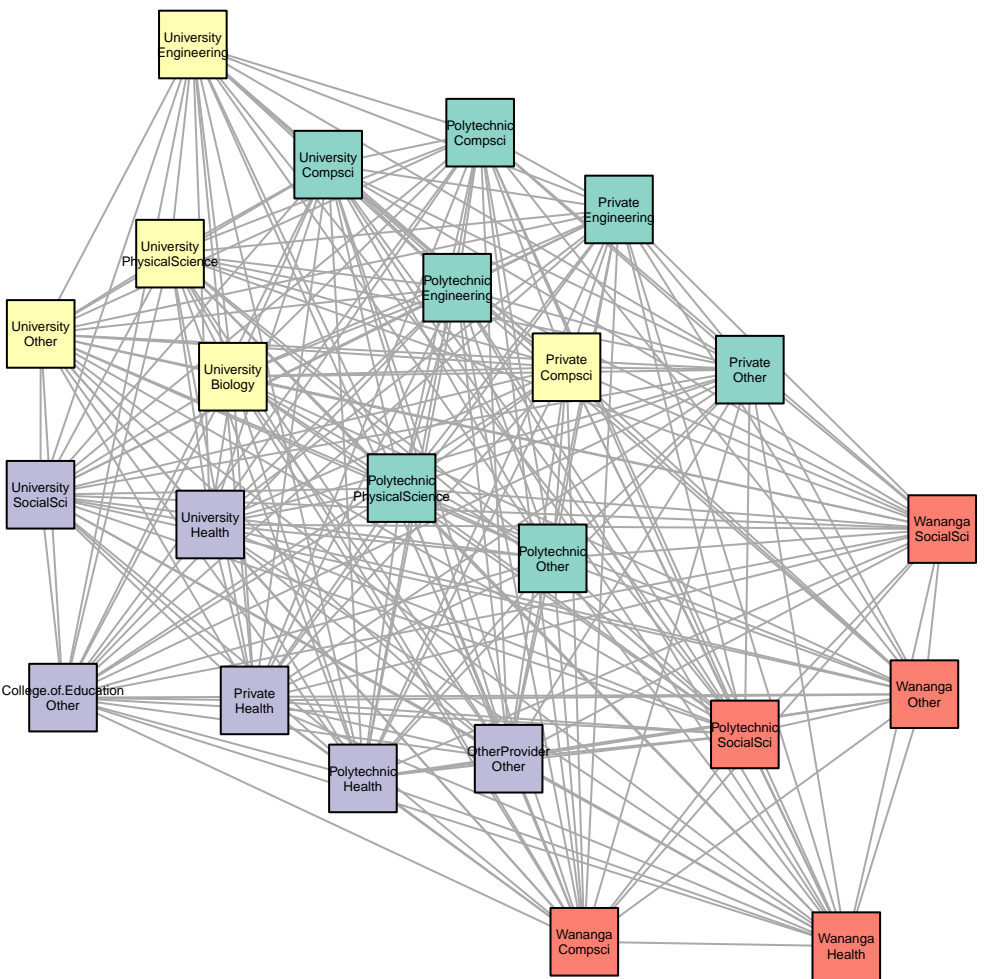 University
Engineering
Polytechnic
Compsci
University
Compsci
Private
Engineering
University
PhysicalScience
Polytechnic
Engineering
University
Other
Private
Compsci
Private
Other
University
Biology
University
SocialSci
Polytechnic
PhysicalScience
University
Health
Wananga
SocialSci
Polytechnic
Other
College.of.Education
Other
Private
Health
Wananga
Other
Polytechnic
SocialSci
OtherProvider
Other
Polytechnic
Health
Wananga
Compsci
Wananga
Health